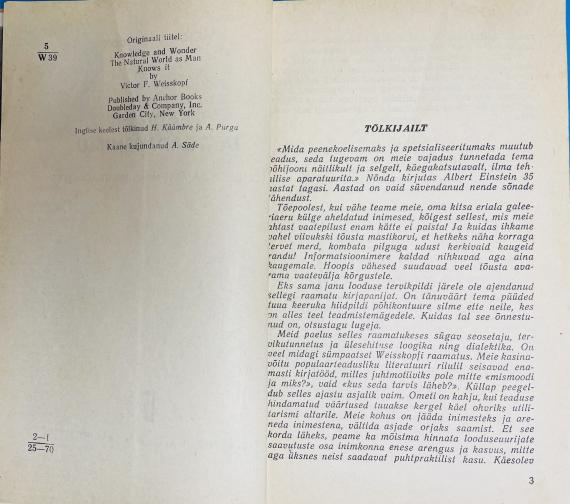 5
W 39
Originaali tiitel:
Knowledge and Wonder
The Natural World as Man
Knows it
by
Victor F. Weisskopf
Published by Anchor Books
Doubleday & Company, Inc.
Garden City, New York
Inglise keelest tõlkinud H. Käämbre ja A. Purga
Kaane kujundanud A. Säde
2—1
25—70
TÕLKIJAILT
«Mida peenekoelisemaks ja spetsialiseeritumaks muutub
eadus, seda tugevam on meie vajadus tunnetada tema
põhijooni näitlikult ja selgelt, käegakatsutavalt, ilma teh-
ilise aparatuurita.» Nõnda kirjutas Albert Einstein 35
aastat tagasi. Aastad on vaid süvendanud nende sõnade
ähendust.
Tõepoolest, kui vähe teame meie, oma kitsa eriala galee-
riaeru külge aheldatud inimesed, kõigest sellest, mis meie
ahtast vaatepilust enam kätte ei paista! Ja kuidas ihkame
vahel viivukski tõusta mastikorvi, et hetkeks näha korraga
ervet merd, kombata pilguga udust kerkivaid kaugeid
randu! Informatsioonimere kaldad nihkuvad aga aina
kaugemale. Hoopis vähesed suudavad veel tõusta ava-
rama vaatevälja kõrgustele.
Eks sama janu looduse tervikpildi järele ole ajendanud
sellegi raamatu kirjapanijat. On tänuväärt tema püüded
tuua keeruka hiidpildi põhikontuure silme ette neile, kes
on alles teel teadmistemägedele. Kuidas tal see õnnestu-
nud on, otsustagu lugeja.
Meid paelus selles raamatukeses sügav seosetaju, ter-
vikutunnetus ja ülesehituse loogika ning dialektika. On
veel midagi sümpaatset Weisskopfi raamatus. Meie kasina-
võitu populaarteadusliku literatuuri riiulil seisavad ena-
masti kirjatööd, milles juhtmotiiviks pole mitte «mismoodi
ja miks?», vaid «kus seda tarvis läheb?». Küllap peegel-
dub selles ajastu asjalik vaim. Ometi on kahju, kui teaduse
hindamatud väärtused tuuakse kergel käel ohvriks utili-
tarismi altarile. Meie kohus on jääda inimesteks ja are-
neda inimestena, vältida asjade orjaks saamist. Et see
korda läheks, peame ka mõistma hinnata looduseuurijate
saavutuste osa inimkonna enese arengus ja kasvus, mitte
aga üksnes neist saadavat puhtpraktilist kasu. Käesolev
3